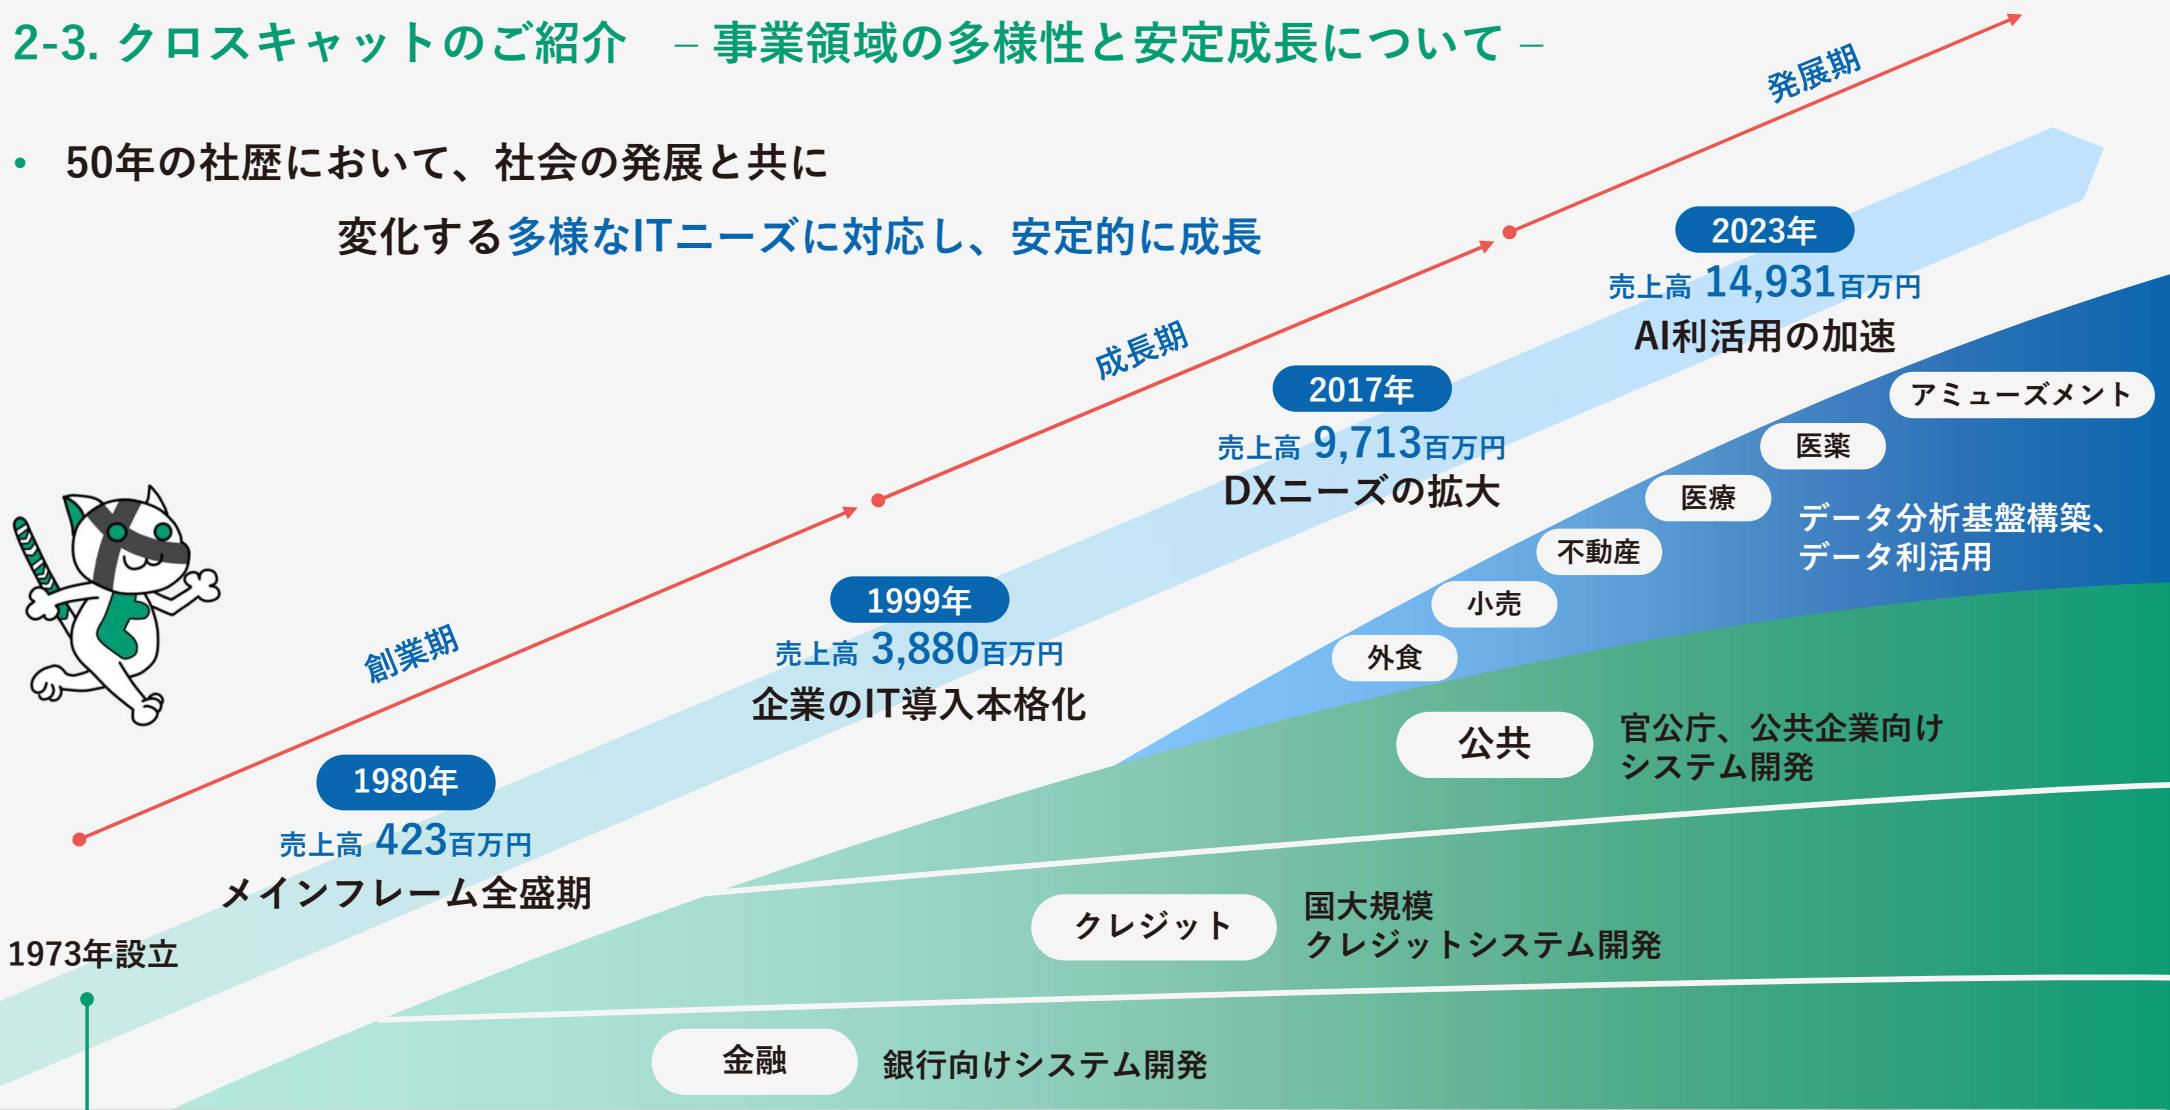 2-3. クロスキャットのご紹介　– 事業領域の多様性と安定成長について –
• 50年の社歴において、社会の発展と共に
変化する多様なITニーズに対応し、安定的に成長
発展期
成長期
創業期
2023年
売上高 14,931百万円
AI利活用の加速
2017年
売上高 9,713百万円
DXニーズの拡大
1999年
売上高 3,880百万円
企業のIT導入本格化
1980年
売上高 423百万円
メインフレーム全盛期
1973年設立
アミューズメント
医薬
医療
不動産
小売
外食
データ分析基盤構築、
データ利活用
公共
官公庁、公共企業向け
システム開発
クレジット
国大規模
クレジットシステム開発
金融
銀行向けシステム開発